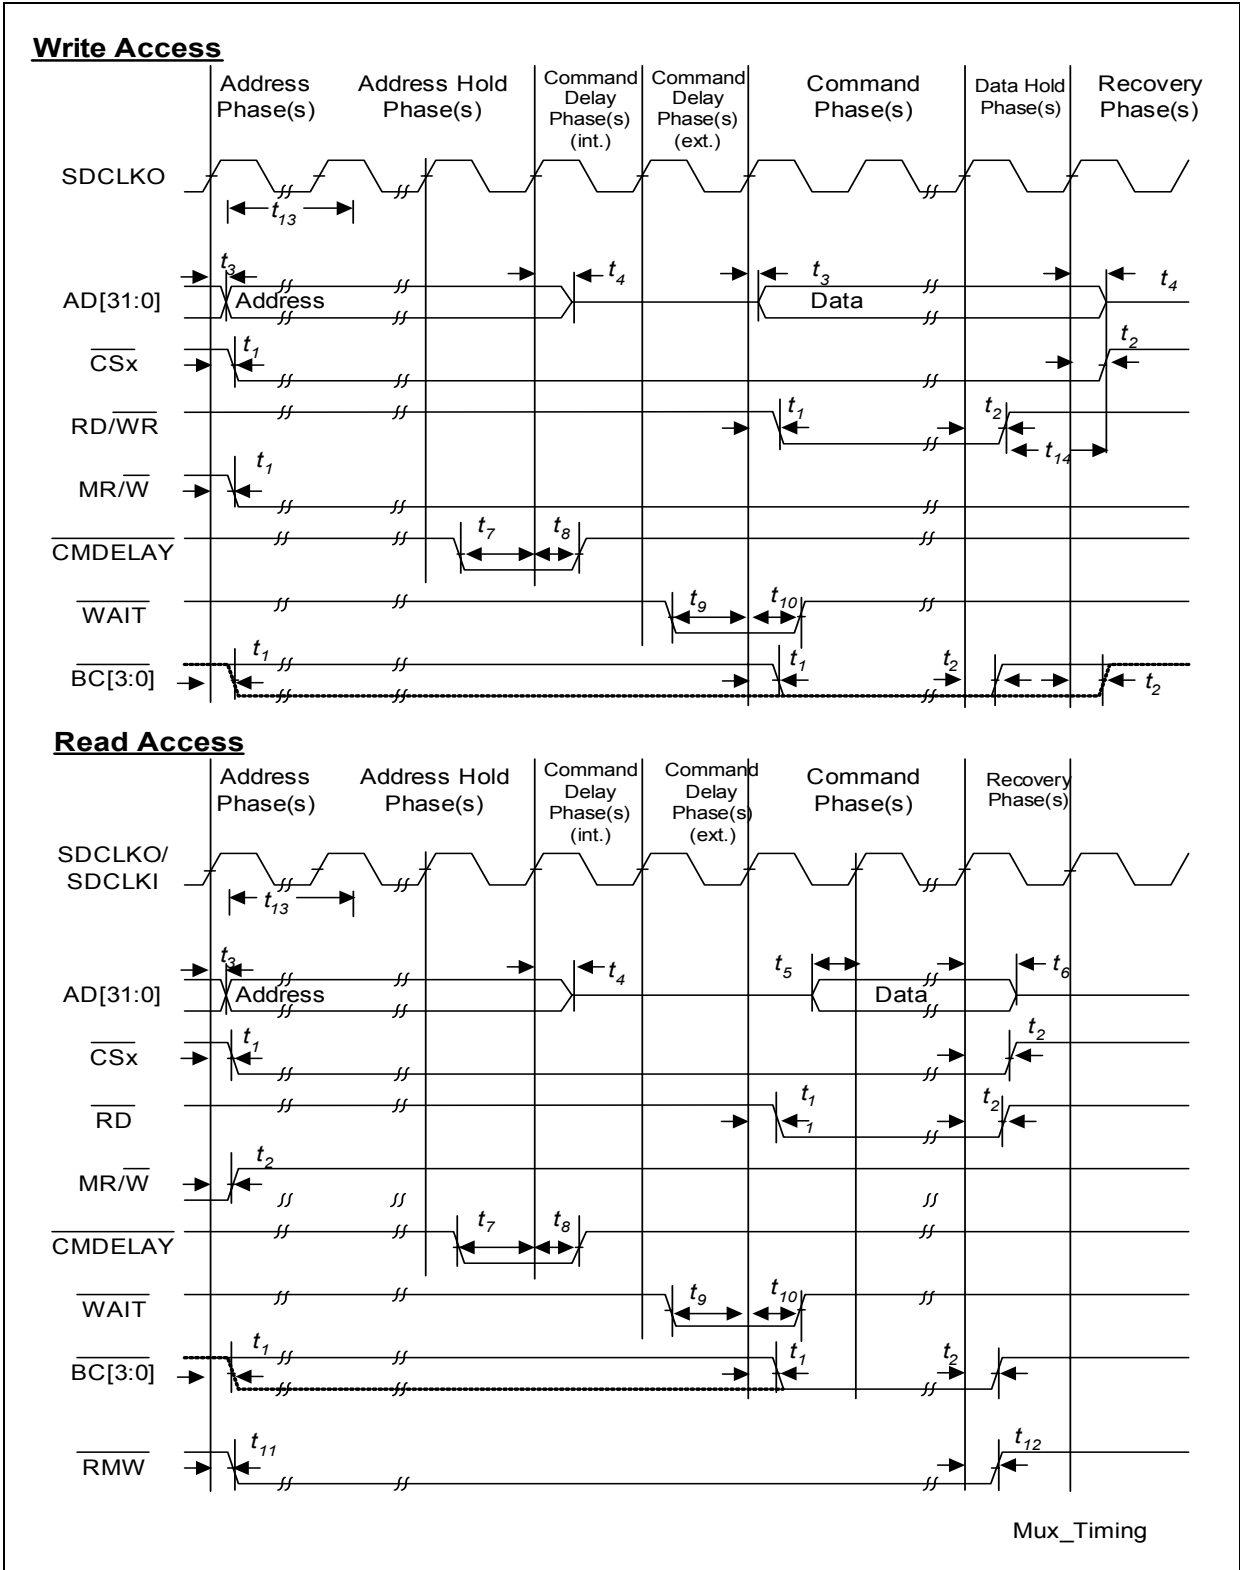 Write Access
Address Phase(s)
Address Hold Phase(s)
Command Delay Phase(s) (int.)
Command Delay Phase(s) (ext.)
Command Phase(s)
Data Hold Phase(s)
Recovery Phase(s)
SDCLKO
t13
AD[31:0]
t3
Address
t4
t3
Data
t4
CSx
t1
t2
RD/WR
t1
t2
t14
MR/W
t1
CMDELAY
t7
t8
WAIT
t9
t10
BC[3:0]
t1
t1
t2
t2
Read Access
Address Phase(s)
Address Hold Phase(s)
Command Delay Phase(s) (int.)
Command Delay Phase(s) (ext.)
Command Phase(s)
Recovery Phase(s)
SDCLKO/
SDCLKI
t13
AD[31:0]
t3
Address
t4
t5
Data
t6
CSx
t1
t2
RD
t1
1
t2
MR/W
t2
CMDELAY
t7
t8
WAIT
t9
t10
BC[3:0]
t1
t1
t2
RMW
t11
t12
Mux_Timing